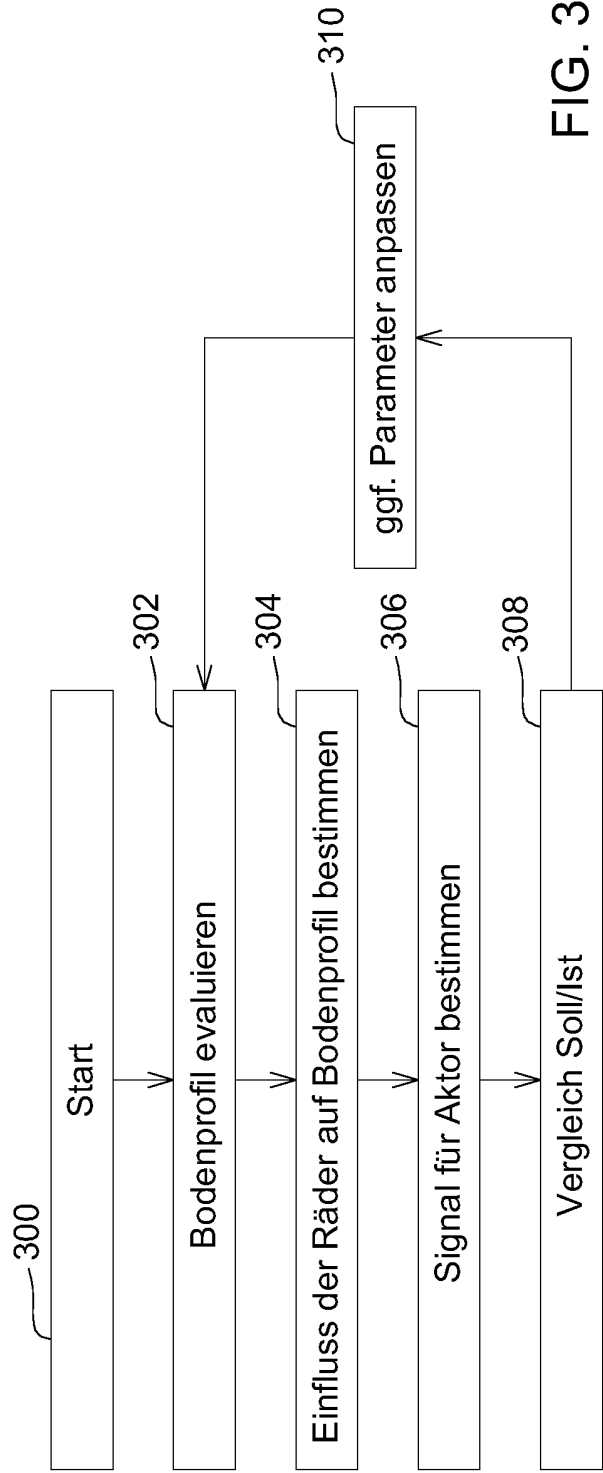 300
Start
302
Bodenprofil evaluieren
304
Einfluss der Räder auf Bodenprofil bestimmen
306
Signal für Aktor bestimmen
308
Vergleich Soll/Ist
310
ggf. Parameter anpassen
FIG. 3